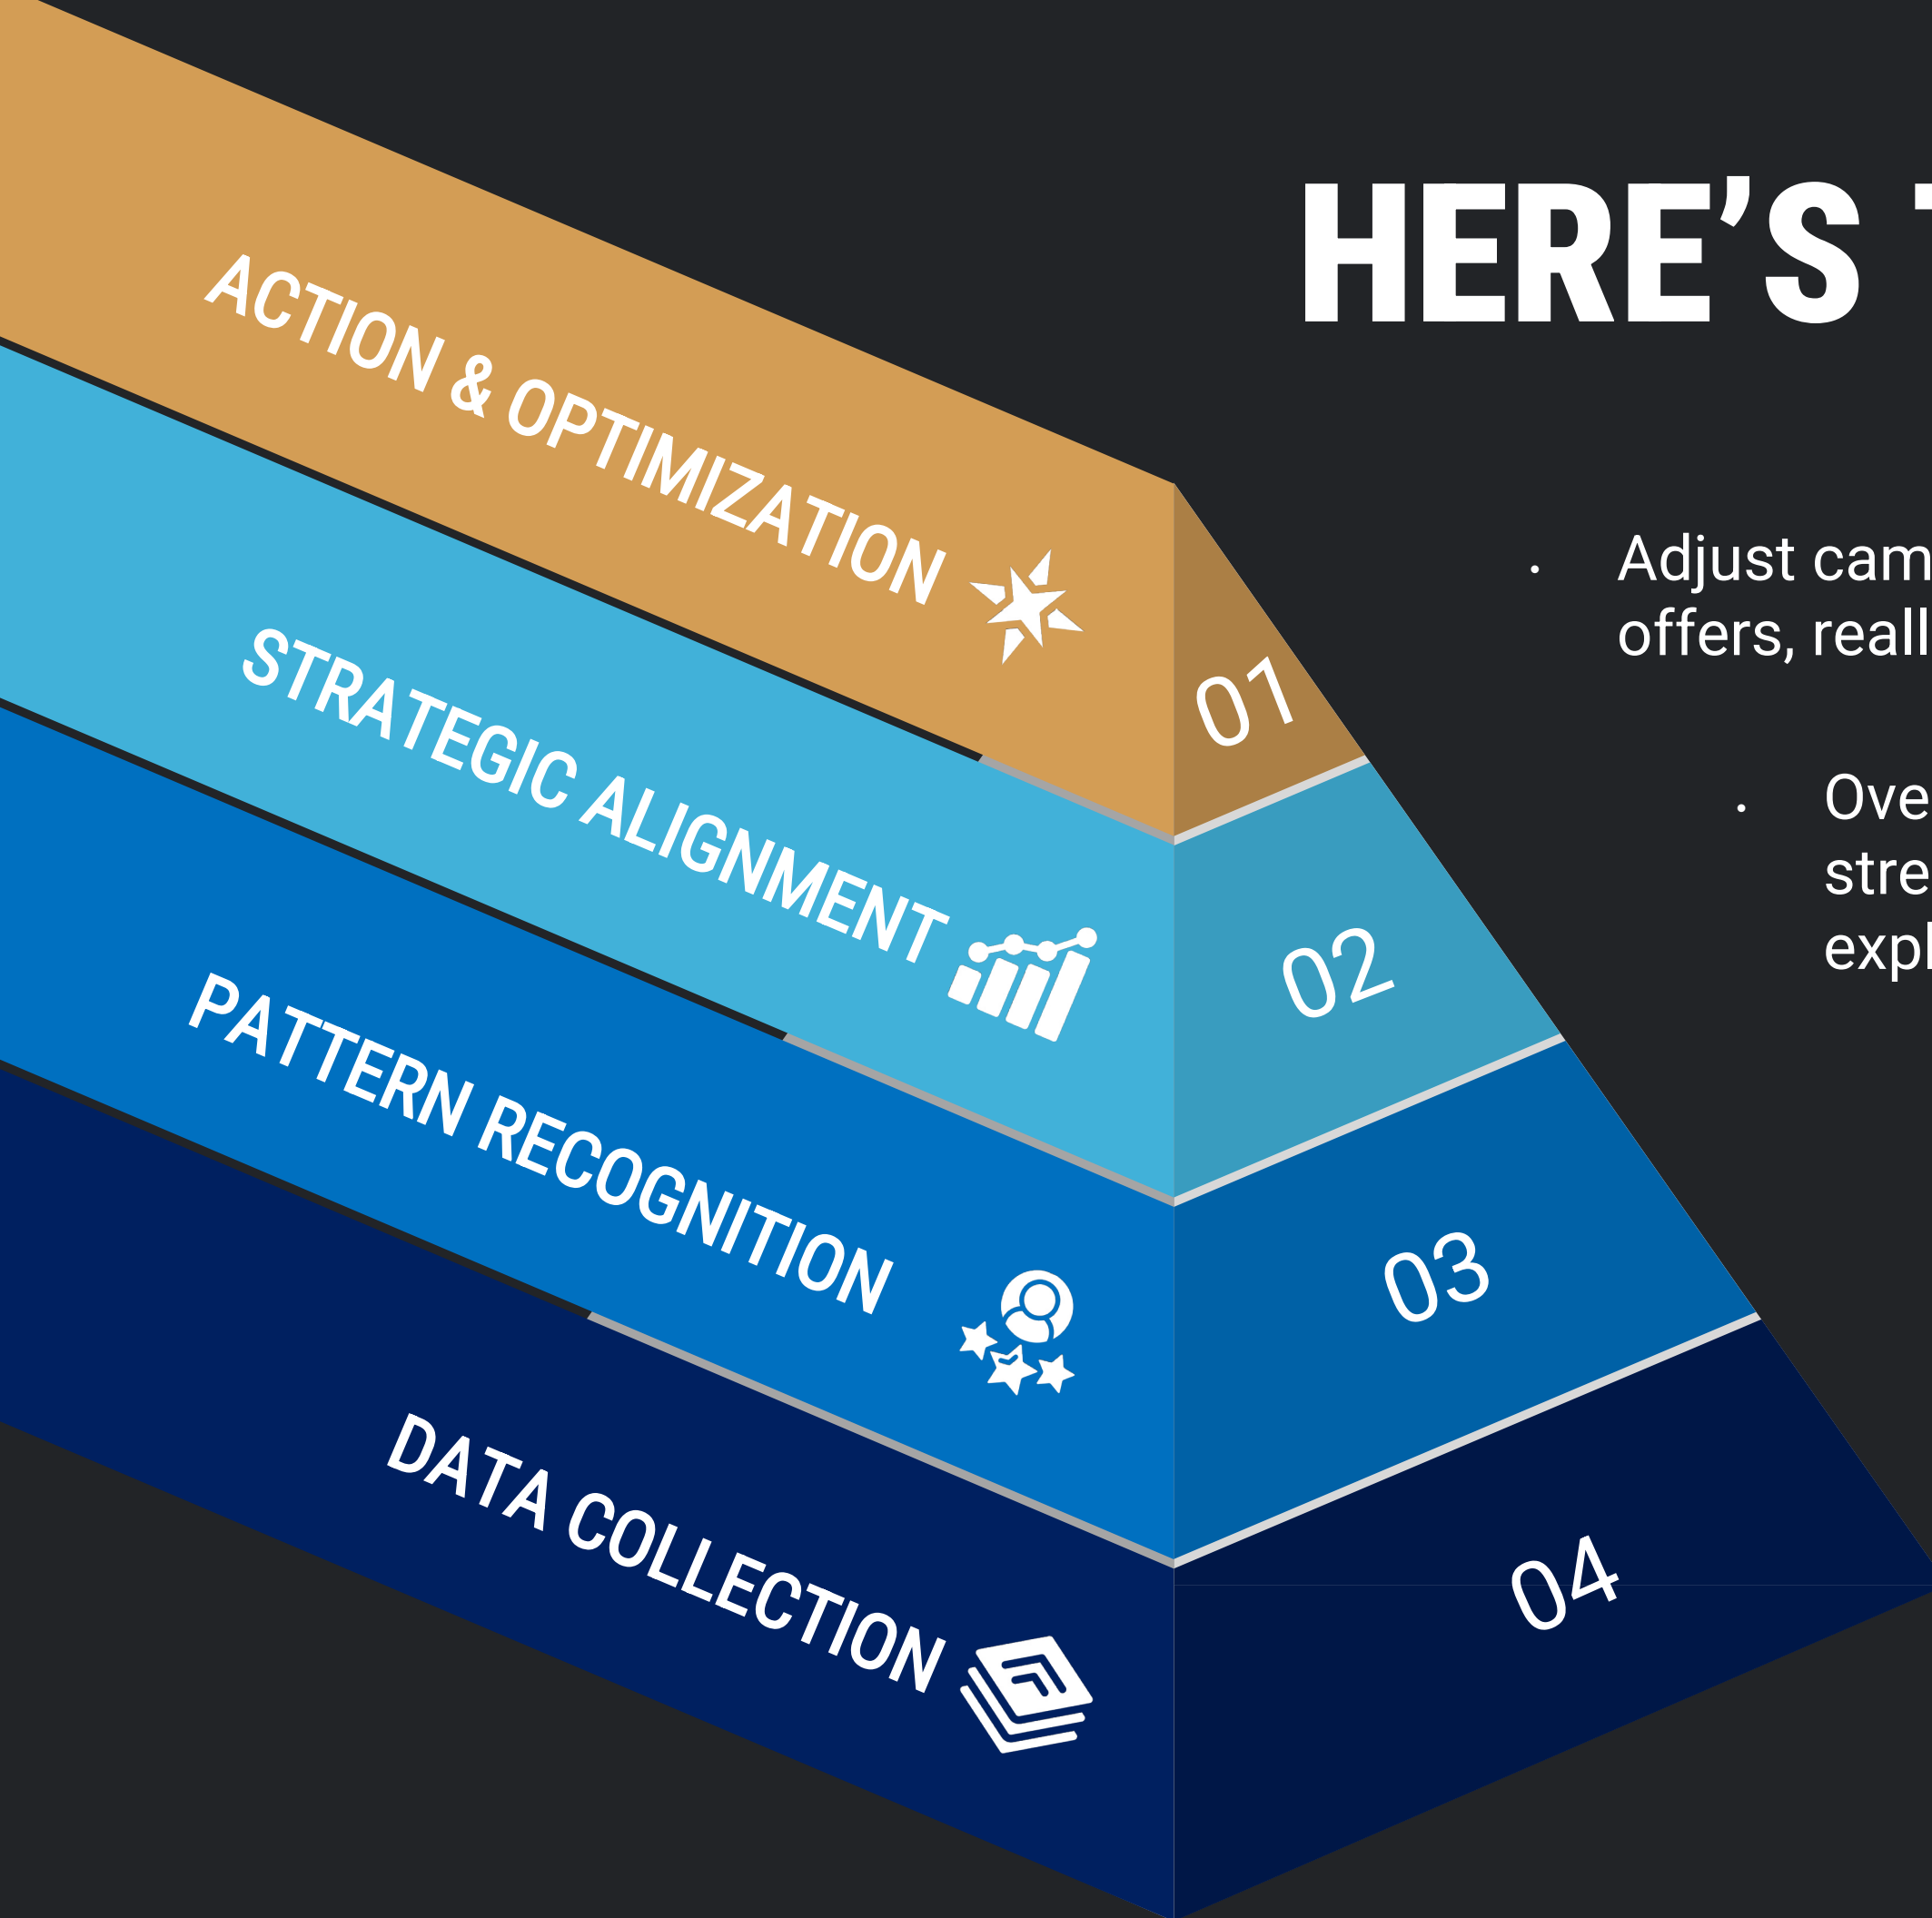 HERE'S
ACTION & OPTIMIZATION
01
• Adjust
offers,
STRATEGIC ALIGNMENT
02
•
PATTERN RECOGNITION
03
DATA COLLECTION
04